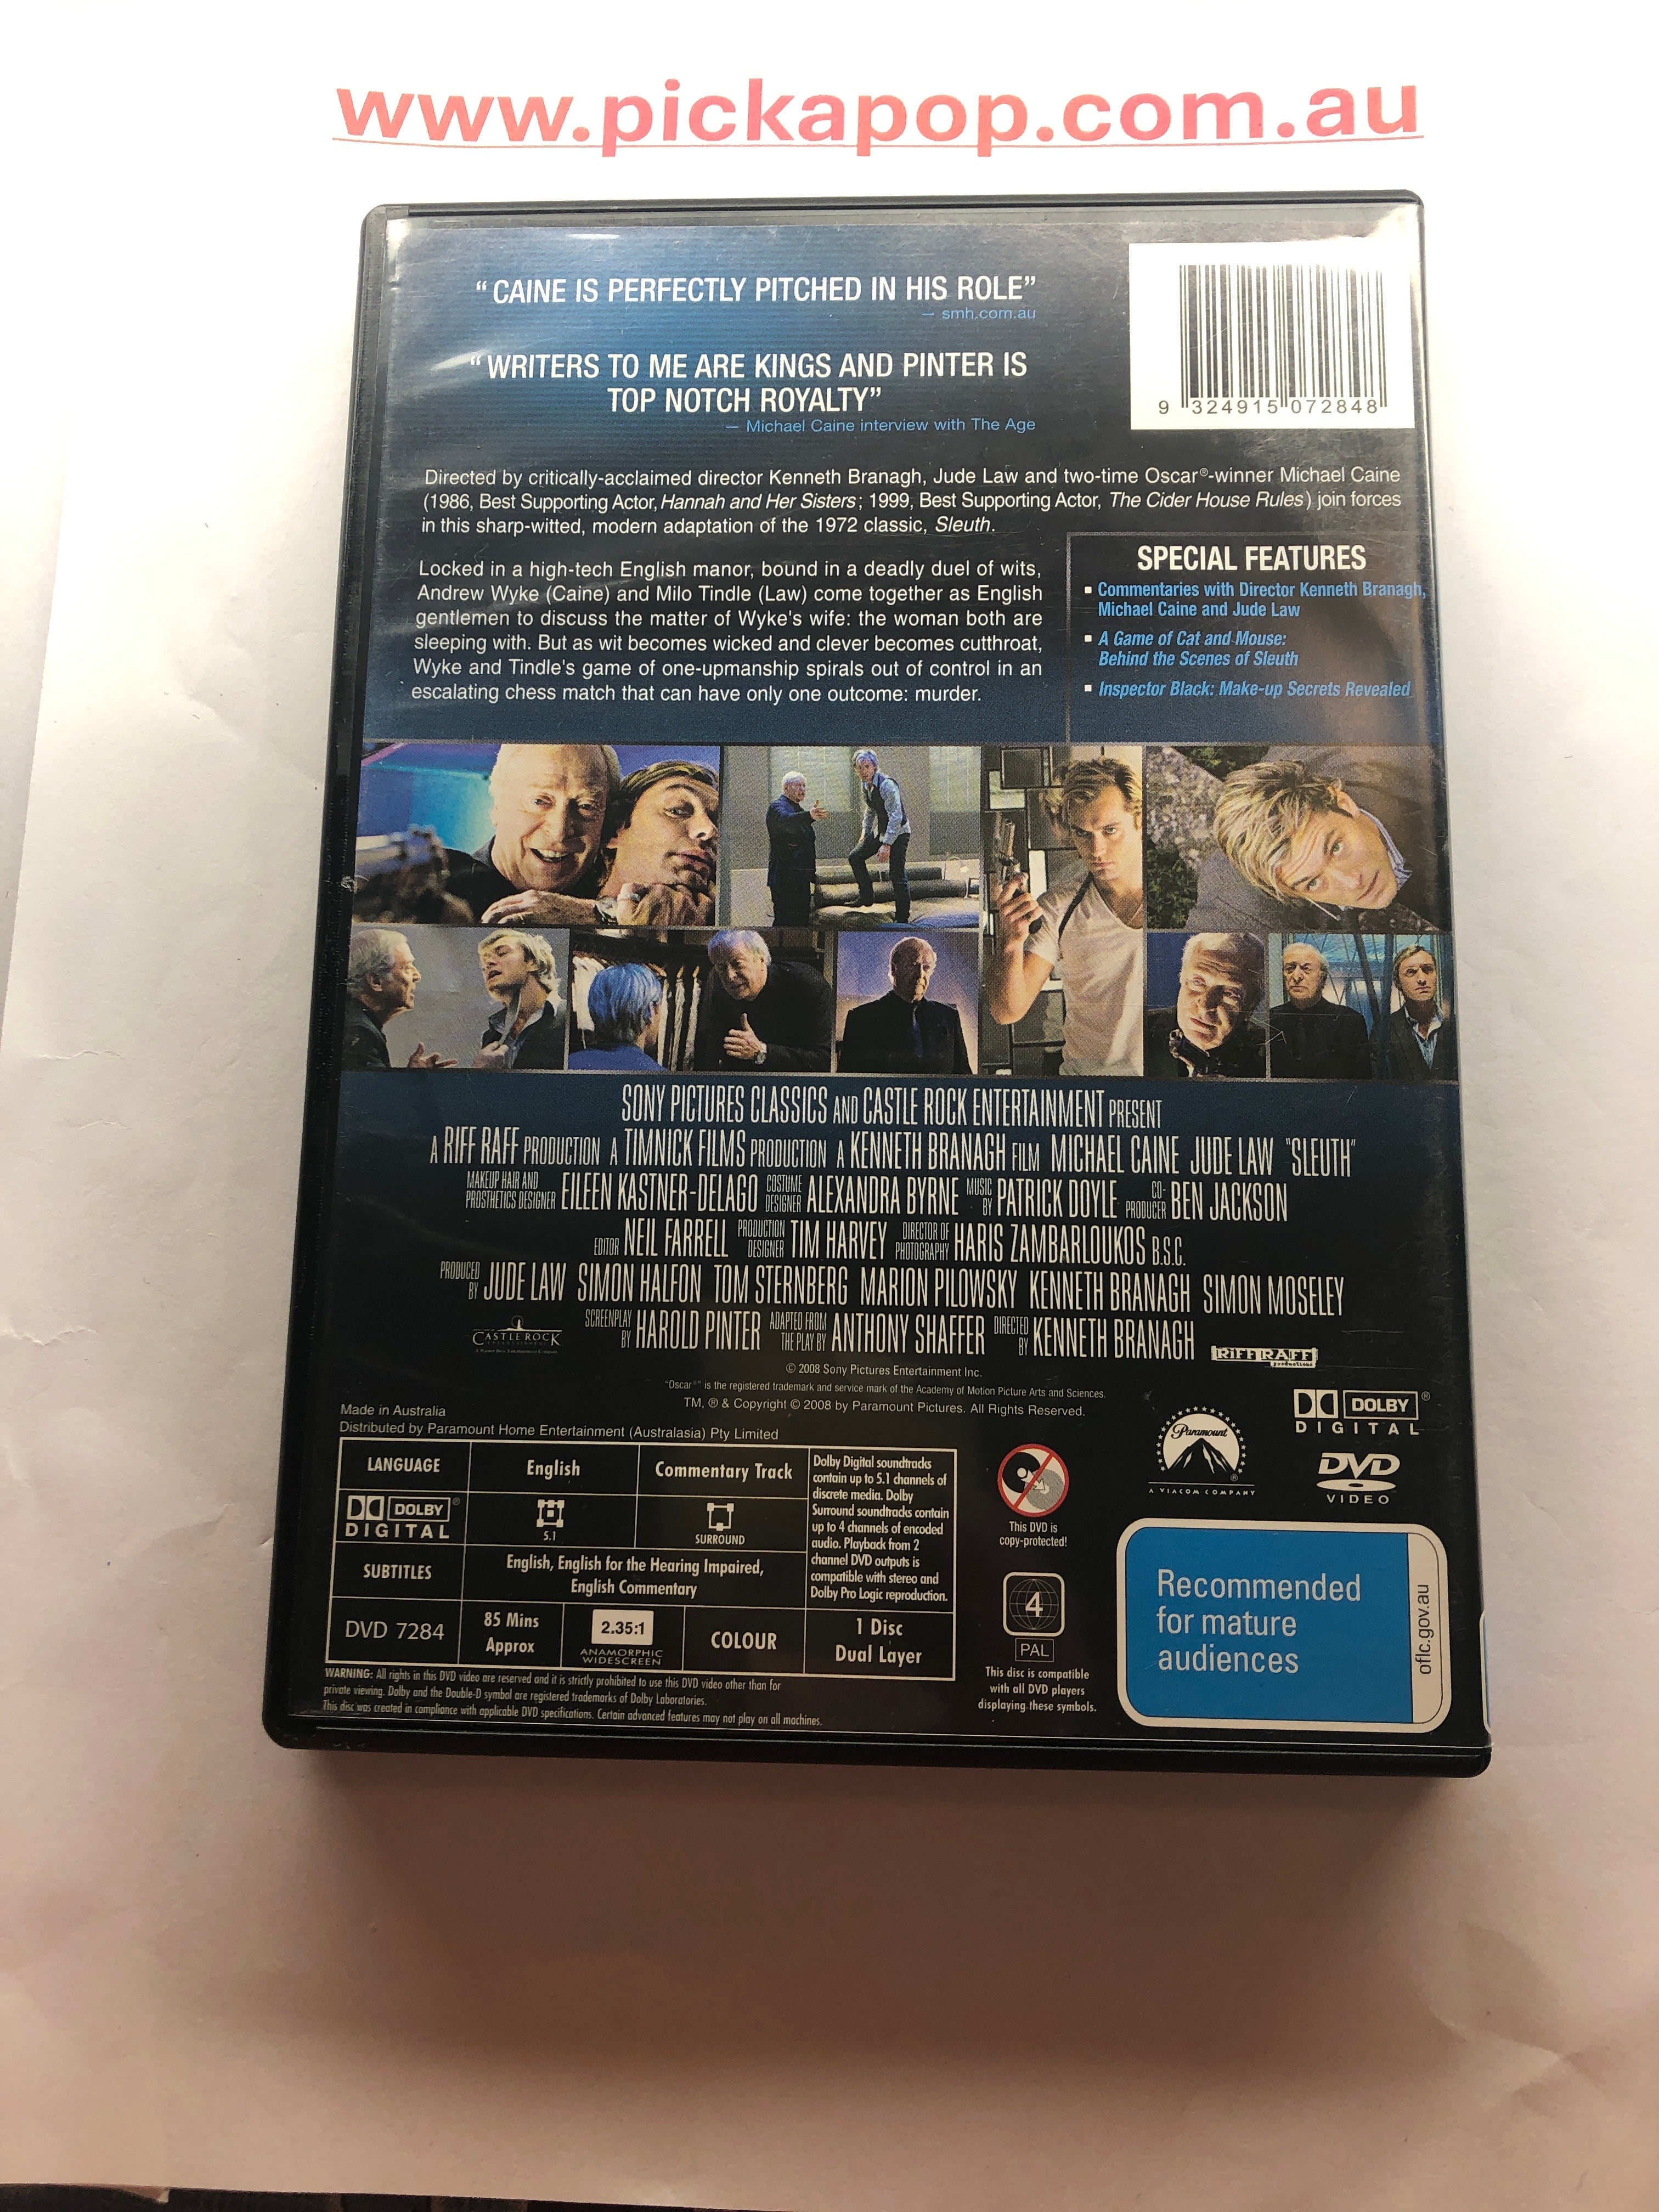 www.pickapop.com.au
“ CAINE IS PERFECTLY PITCHED IN HIS ROLE”
– smh.com.au
“ WRITERS TO ME ARE KINGS AND PINTER IS
TOP NOTCH ROYALTY”
– Michael Caine interview with The Age
9 324915 072848
Directed by critically-acclaimed director Kenneth Branagh, Jude Law and two-time Oscar®-winner Michael Caine
(1986, Best Supporting Actor, Hannah and Her Sisters; 1999, Best Supporting Actor, The Cider House Rules) join forces
in this sharp-witted, modern adaptation of the 1972 classic, Sleuth.
Locked in a high-tech English manor, bound in a deadly duel of wits,
Andrew Wyke (Caine) and Milo Tindle (Law) come together as English
gentlemen to discuss the matter of Wyke's wife: the woman both are
sleeping with. But as wit becomes wicked and clever becomes cutthroat,
Wyke and Tindle's game of one-upmanship spirals out of control in an
escalating chess match that can have only one outcome: murder.
SPECIAL FEATURES
▪ Commentaries with Director Kenneth Branagh,
Michael Caine and Jude Law
▪ A Game of Cat and Mouse:
Behind the Scenes of Sleuth
▪ Inspector Black: Make-up Secrets Revealed
SONY PICTURES CLASSICS AND CASTLE ROCK ENTERTAINMENT PRESENT
A RIFF RAFF PRODUCTION A TIMNICK FILMS PRODUCTION A KENNETH BRANAGH FILM MICHAEL CAINE JUDE LAW "SLEUTH"
MAKEUP HAIR AND PROSTHETICS DESIGNER EILEEN KASTNER-DELAGO COSTUME DESIGNER ALEXANDRA BYRNE MUSIC BY PATRICK DOYLE CO-PRODUCER BEN JACKSON
EDITOR NEIL FARRELL PRODUCTION DESIGNER TIM HARVEY DIRECTOR OF PHOTOGRAPHY HARIS ZAMBARLOUKOS B.S.C.
PRODUCED BY JUDE LAW SIMON HALFON TOM STERNBERG MARION PILOWSKY KENNETH BRANAGH SIMON MOSELEY
CASTLE ROCK
SCREENPLAY BY HAROLD PINTER ADAPTED FROM THE PLAY BY ANTHONY SHAFFER DIRECTED BY KENNETH BRANAGH
RIFF RAFF
productions
© 2008 Sony Pictures Entertainment Inc.
"Oscar®" is the registered trademark and service mark of the Academy of Motion Picture Arts and Sciences.
TM, ® & Copyright © 2008 by Paramount Pictures. All Rights Reserved.
Made in Australia
Distributed by Paramount Home Entertainment (Australasia) Pty Limited
LANGUAGE
English
Commentary Track
DOLBY®
DIGITAL
5.1
SURROUND
SUBTITLES
English, English for the Hearing Impaired,
English Commentary
Dolby Digital soundtracks
contain up to 5.1 channels of
discrete media. Dolby
Surround soundtracks contain
up to 4 channels of encoded
audio. Playback from 2
channel DVD outputs is
compatible with stereo and
Dolby Pro Logic reproduction.
DVD 7284
85 Mins
Approx
2.35:1
ANAMORPHIC
WIDESCREEN
COLOUR
1 Disc
Dual Layer
WARNING: All rights in this DVD video are reserved and it is strictly prohibited to use this DVD video other than for
private viewing. Dolby and the Double-D symbol are registered trademarks of Dolby Laboratories.
This disc was created in compliance with applicable DVD specifications. Certain advanced features may not play on all machines.
This DVD is
copy-protected!
4
PAL
This disc is compatible
with all DVD players
displaying these symbols.
Paramount
®
A VIACOM COMPANY
DOLBY®
DIGITAL
DVD
VIDEO
Recommended
for mature
audiences
oflc.gov.au